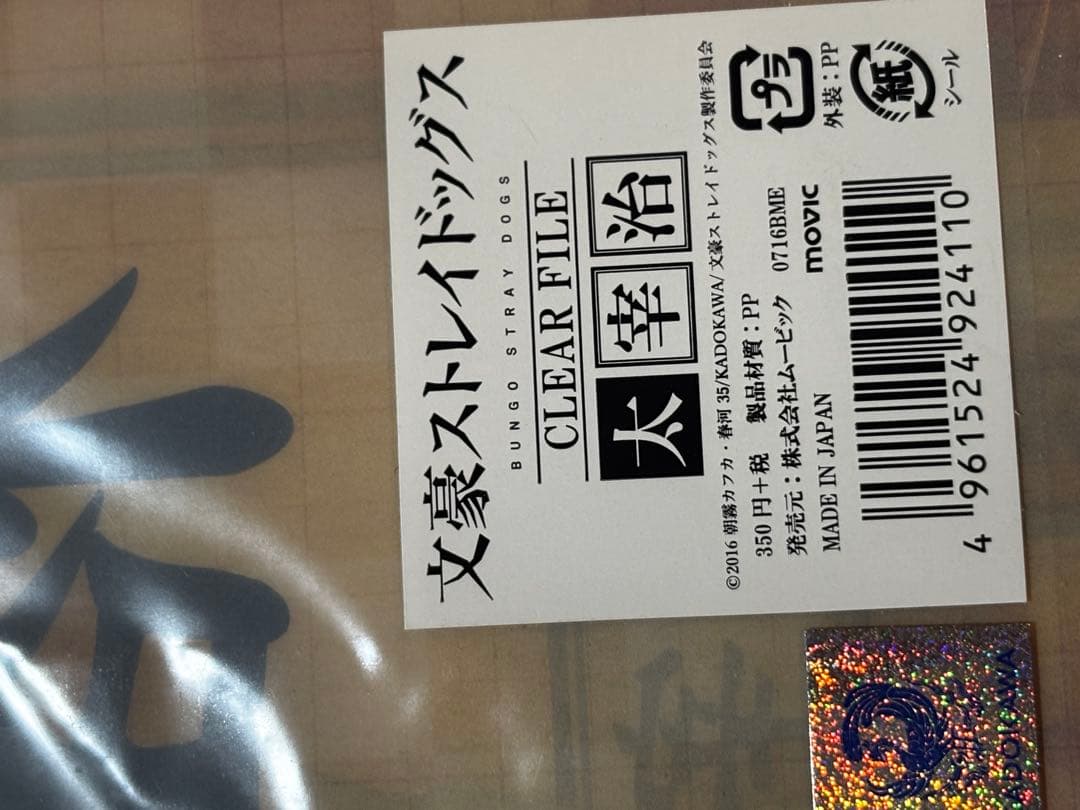 文豪ストレイドッグス
BUNGO STRAY DOGS
CLEAR FILE
太宰治
©2016 朝霧カフカ・春河35/KADOKAWA/文豪ストレイドッグス製作委員会
350円+税 製品材質:PP
発売元:株式会社ムービック 0716BME
MADE IN JAPAN movic
プラ
外装:PP
紙
シール
4 961524 924110
KADOKAWA
治